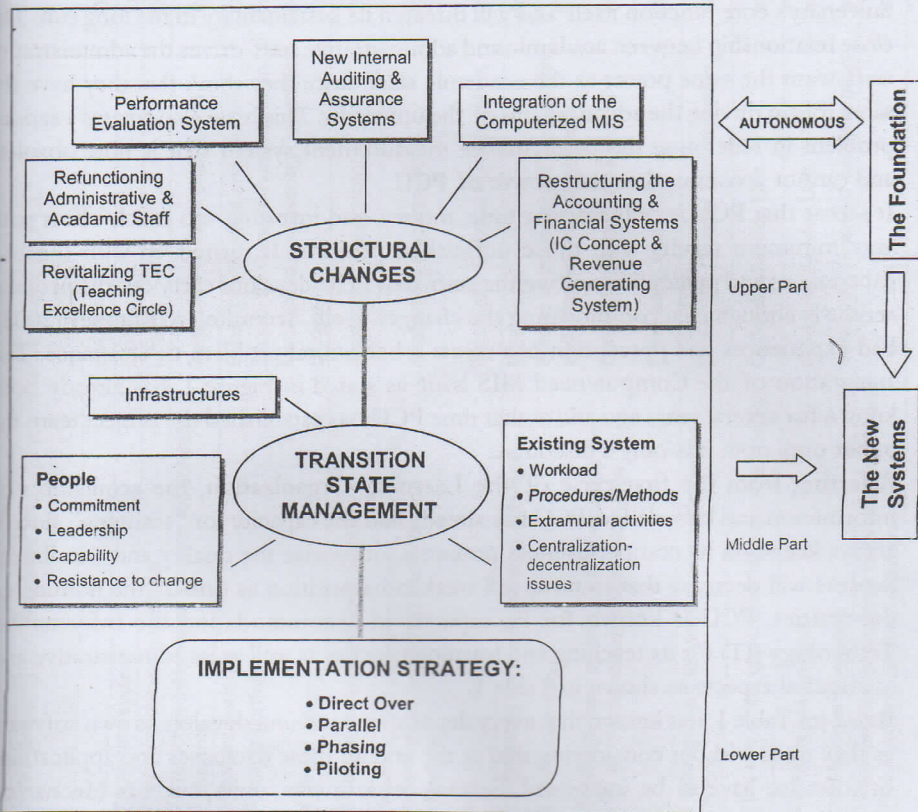 New Internal
Auditing &
Assurance
Systems
Performance
Evaluation System
Integration of the
Computerized MIS
AUTONOMOUS
The Foundation
Refunctioning
Administrative &
Acadamic Staff
Restructuring the
Accounting &
Financial Systems
(IC Concept &
Revenue
Generating
System)
STRUCTURAL
CHANGES
Revitalizing TEC
(Teaching
Excellence Circle)
Upper Part
Infrastructures
TRANSITION
STATE
MANAGEMENT
Existing System
• Workload
• Procedures/Methods
• Extramural activities
• Centralization-
decentralization
issues
The New
Systems
People
• Commitment
• Leadership
• Capability
• Resistance to change
Middle Part
IMPLEMENTATION STRATEGY:
• Direct Over
• Parallel
• Phasing
• Piloting
Lower Part